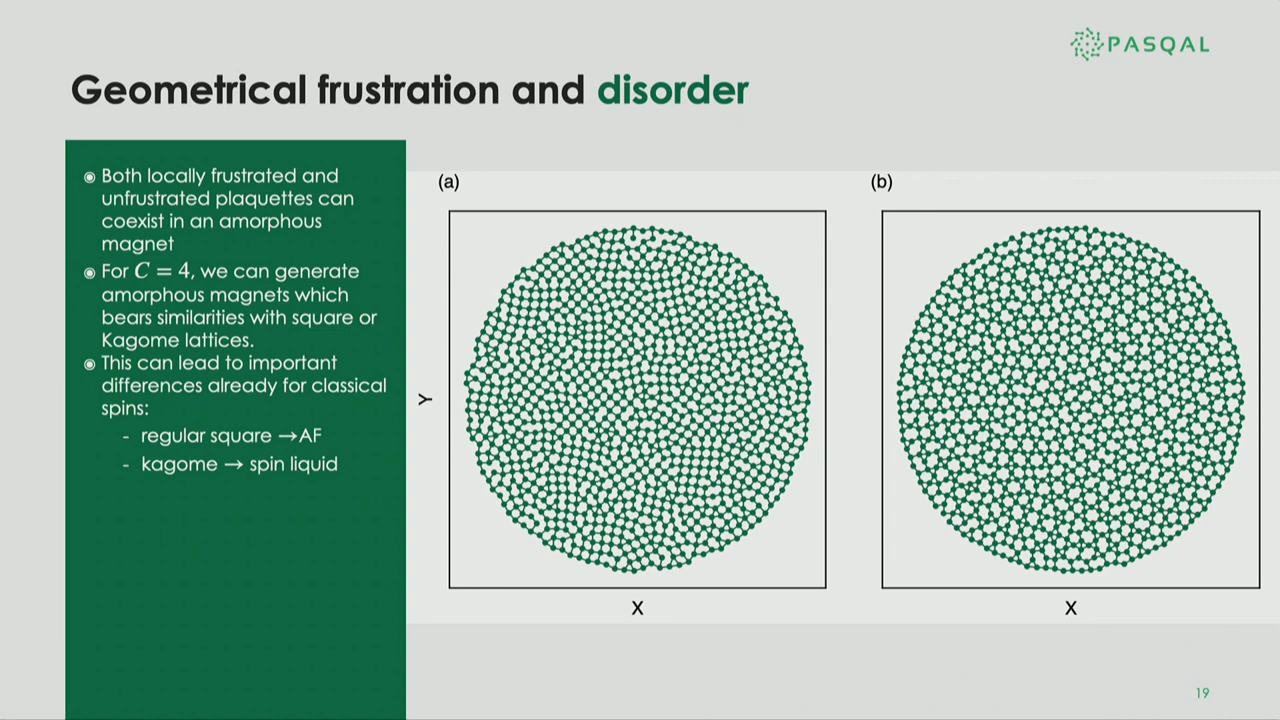 PASQAL
Geometrical frustration and disorder
◉ Both locally frustrated and
unfrustrated plaquettes can
coexist in an amorphous
magnet
◉ For C = 4, we can generate
amorphous magnets which
bears similarities with square or
Kagome lattices.
◉ This can lead to important
differences already for classical
spins:
- regular square →AF
- kagome → spin liquid
(a)
Y
X
(b)
X
19